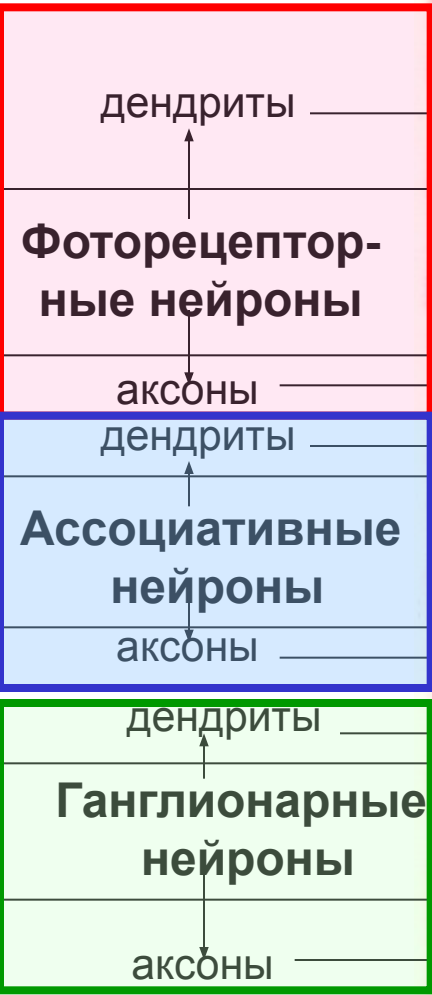 дендриты
Фоторецептор-
ные нейроны
аксоны
дендриты
Ассоциативные
нейроны
аксоны
дендриты
Ганглионарные
нейроны
аксоны